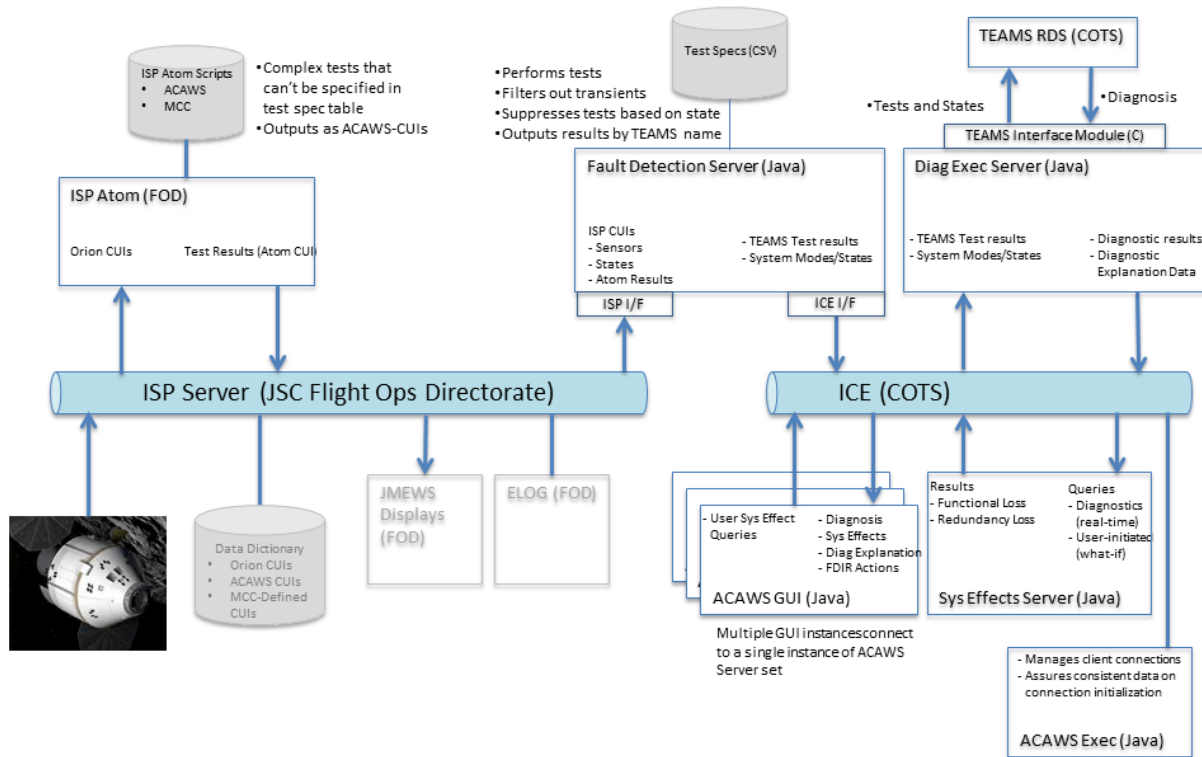 ISP Atom Scripts
• ACAWS
• MCC
•Complex tests that
can't be specified in
test spec table
•Outputs as ACAWS-CUIs
•Performs tests
•Filters out transients
•Suppresses tests based on state
•Outputs results by TEAMS name
Test Specs (CSV)
TEAMS RDS (COTS)
•Tests and States
•Diagnosis
TEAMS Interface Module (C)
ISP Atom (FOD)
Orion CUIs
Test Results (Atom CUI)
Fault Detection Server (Java)
ISP CUIs
- Sensors
- States
- Atom Results
- TEAMS Test results
- System Modes/States
ISP I/F
ICE I/F
Diag Exec Server (Java)
- TEAMS Test results
- System Modes/States
- Diagnostic results
- Diagnostic
Explanation Data
ISP Server (JSC Flight Ops Directorate)
ICE (COTS)
Data Dictionary
• Orion CUIs
• ACAWS CUIs
• MCC-Defined
CUIs
JMEWS
Displays
(FOD)
ELOG (FOD)
- User Sys Effect
Queries
- Diagnosis
- Sys Effects
- Diag Explanation
- FDIR Actions
ACAWS GUI (Java)
Multiple GUI instancesconnect
to a single instance of ACAWS
Server set
Results
- Functional Loss
- Redundancy Loss
Queries
- Diagnostics
(real-time)
- User-initiated
(what-if)
Sys Effects Server (Java)
- Manages client connections
- Assures consistent data on
connection initialization
ACAWS Exec (Java)